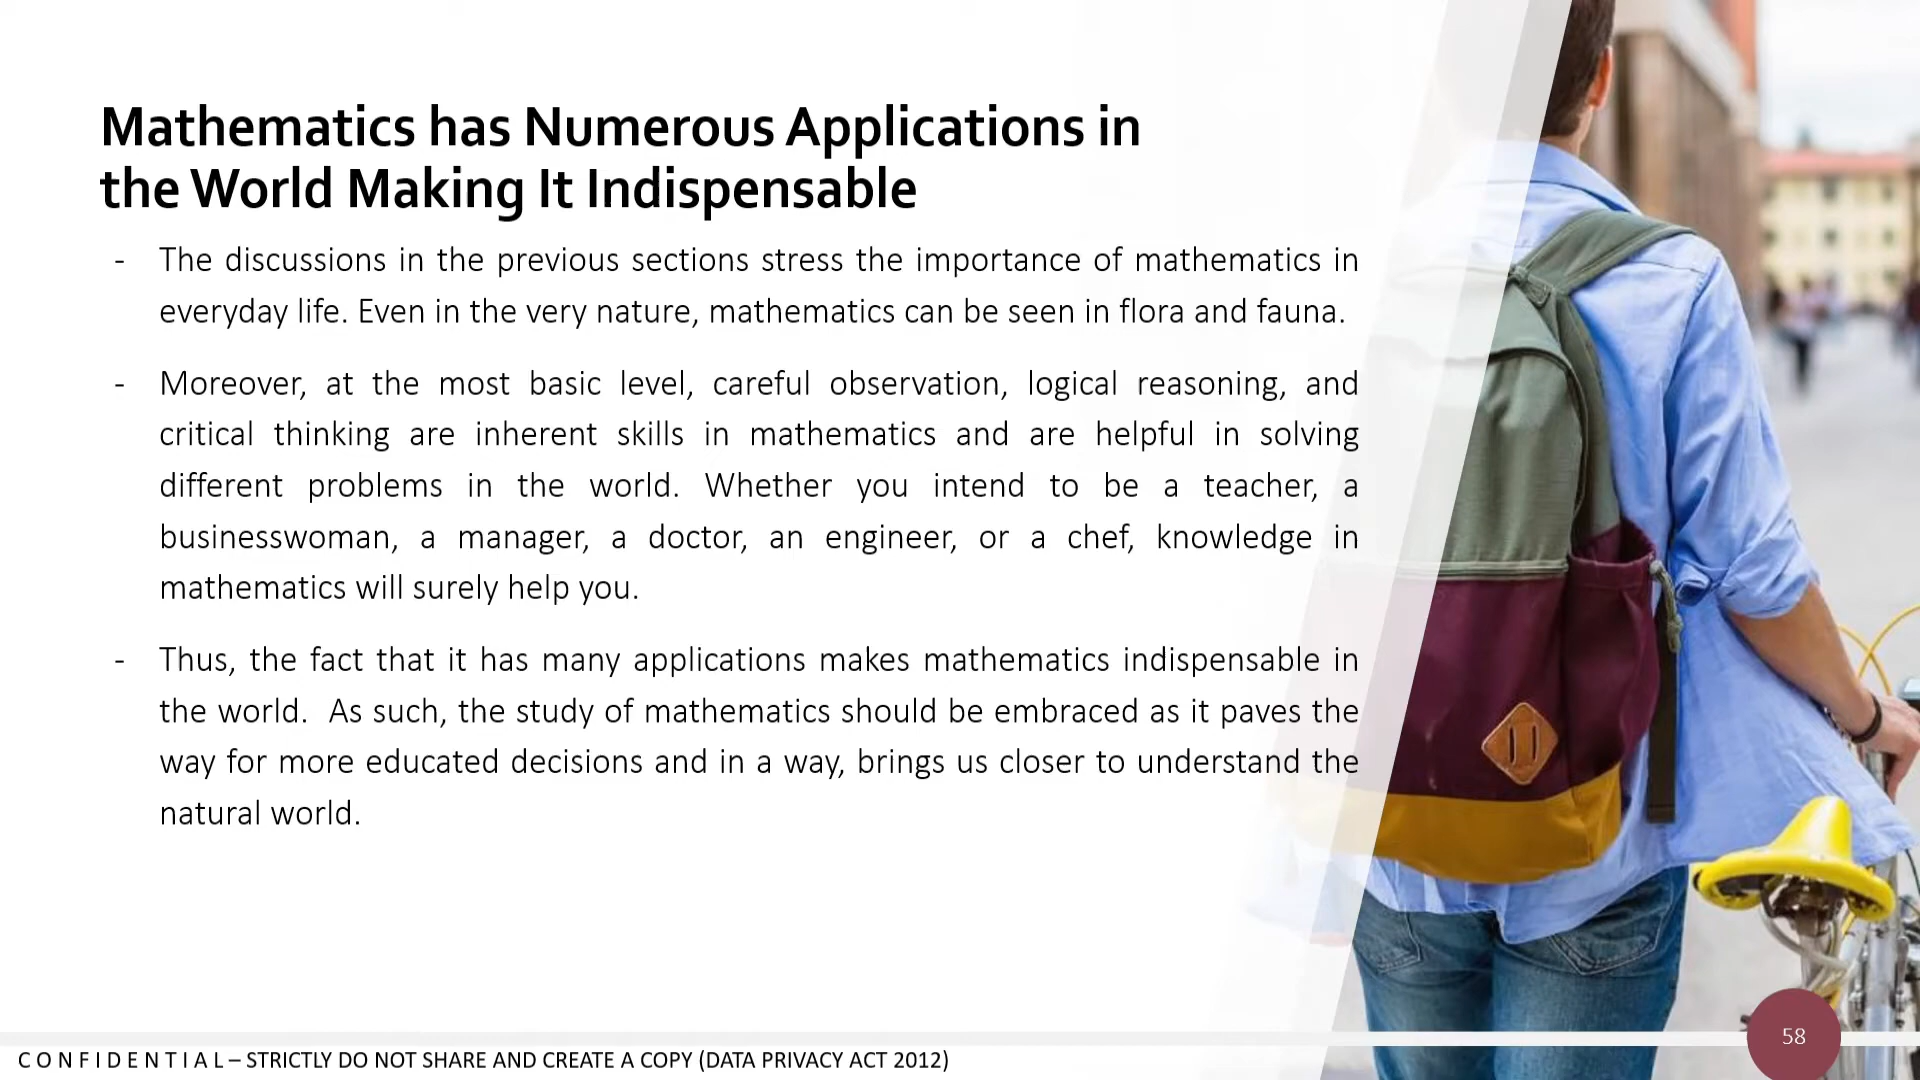 Mathematics has Numerous Applications in
the World Making It Indispensable
- The discussions in the previous sections stress the importance of mathematics in
everyday life. Even in the very nature, mathematics can be seen in flora and fauna.
- Moreover, at the most basic level, careful observation, logical reasoning, and
critical thinking are inherent skills in mathematics and are helpful in solving
different problems in the world. Whether you intend to be a teacher, a
businesswoman, a manager, a doctor, an engineer, or a chef, knowledge in
mathematics will surely help you.
- Thus, the fact that it has many applications makes mathematics indispensable in
the world. As such, the study of mathematics should be embraced as it paves the
way for more educated decisions and in a way, brings us closer to understand the
natural world.
58
C O N F I D E N T I A L – STRICTLY DO NOT SHARE AND CREATE A COPY (DATA PRIVACY ACT 2012)